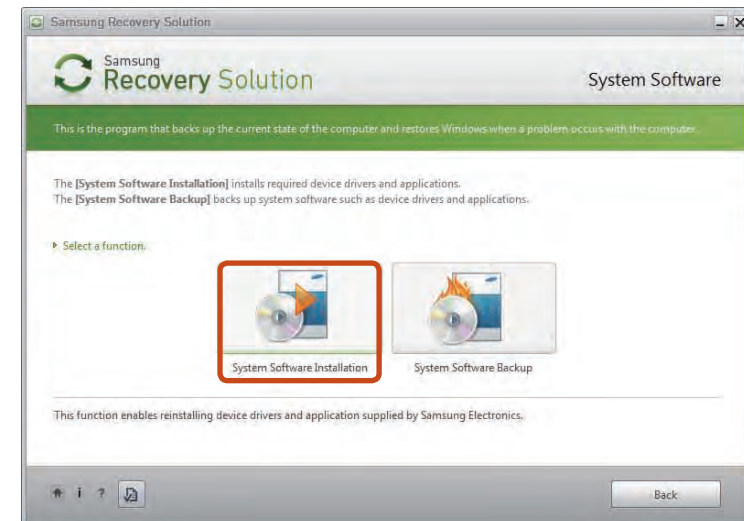 Samsung Recovery Solution
Samsung
Recovery Solution
System Software
This is the program that backs up the current state of the computer and restores Windows when a problem occurs with the computer.
The [System Software Installation] installs required device drivers and applications.
The [System Software Backup] backs up system software such as device drivers and applications.
Select a function.
System Software Installation
System Software Backup
This function enables reinstalling device drivers and application supplied by Samsung Electronics.
i ?
Back